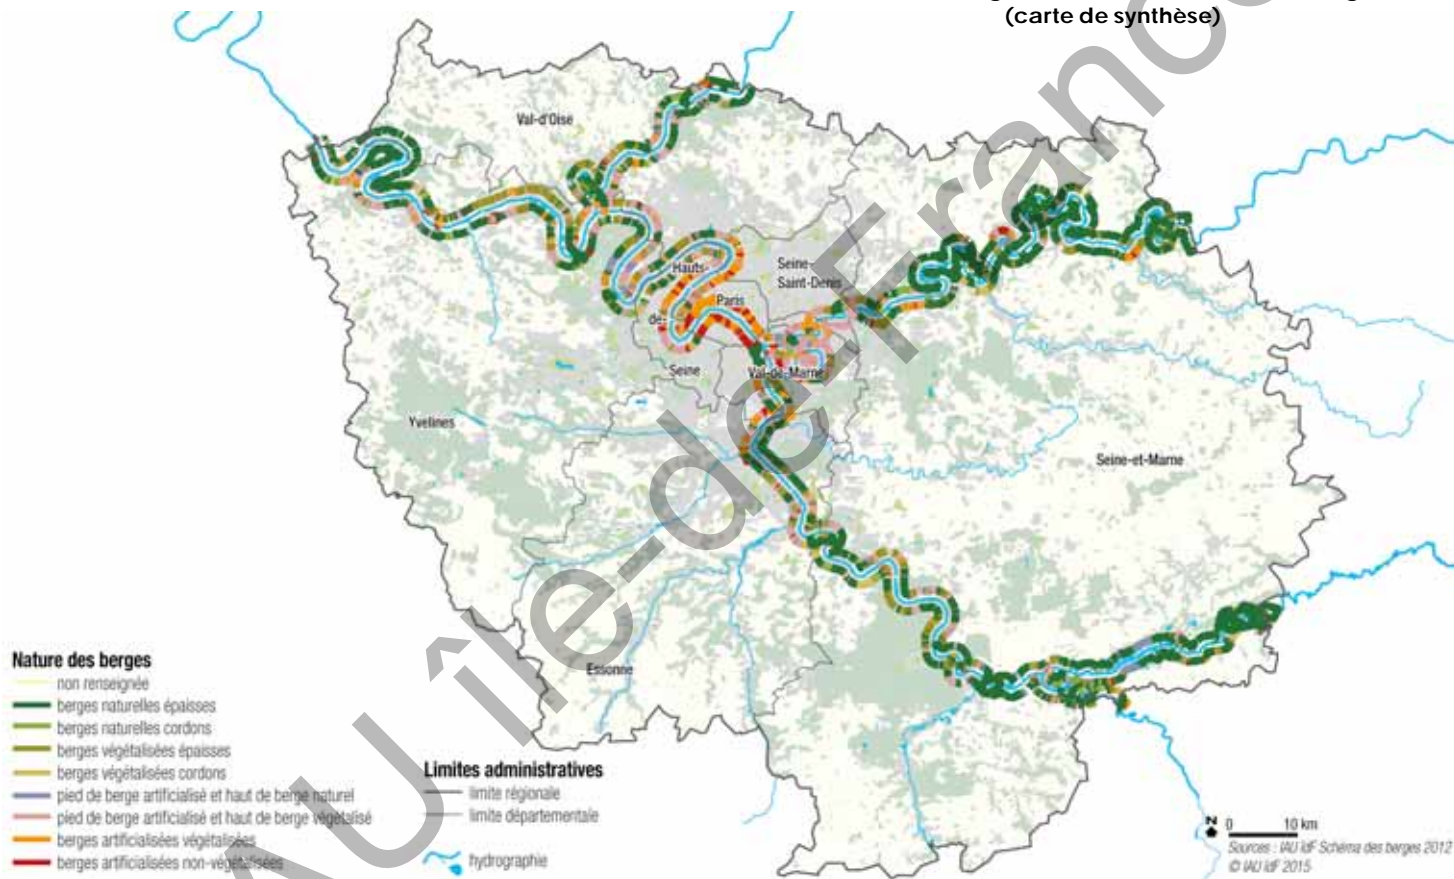 (carte de synthèse)
Val-d'Oise
Hauts-
Seine-
Saint-Denis
Paris
de-
Seine
Val-de-Marne
Yvelines
Seine-et-Marne
Essonne
Nature des berges
non renseignée
berges naturelles épaisses
berges naturelles cordons
berges végétalisées épaisses
berges végétalisées cordons
pied de berge artificialisé et haut de berge naturel
pied de berge artificialisé et haut de berge végétalisé
berges artificialisées végétalisées
berges artificialisées non-végétalisées
Limites administratives
limite régionale
limite départementale
hydrographie
N
0 10 km
Sources : IAU îdF Schéma des berges 2012
© IAU îdF 2015
AU Île-de-France